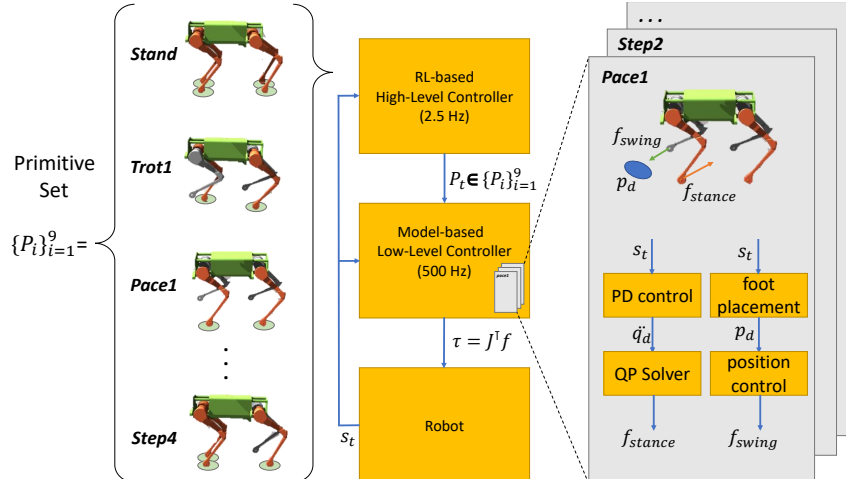 Primitive
Set
{P_i}_{i=1}^9=
Stand
Trot1
Pace1
.
.
.
Step4
RL-based
High-Level Controller
(2.5 Hz)
P_t ∈ {P_i}_{i=1}^9
Model-based
Low-Level Controller
(500 Hz)
pace1
τ = J^⊺ f
Robot
s_t
...
Step2
Pace1
f_swing
p_d
f_stance
s_t s_t
PD control
foot
placement
q̈_d p_d
QP Solver
position
control
f_stance f_swing